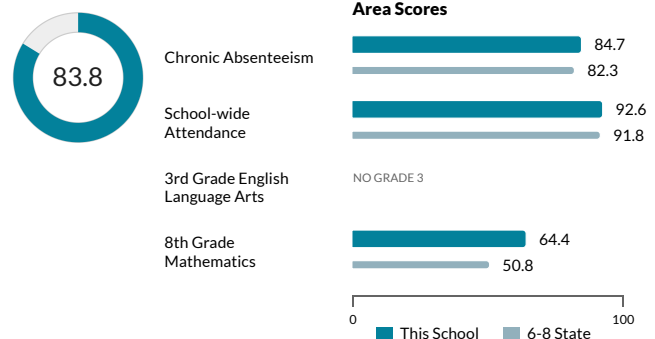 Area Scores
83.8
Chronic Absenteeism
84.7
82.3
School-wide
Attendance
92.6
91.8
3rd Grade English
Language Arts
NO GRADE 3
8th Grade
Mathematics
64.4
50.8
0
100
This School
6-8 State